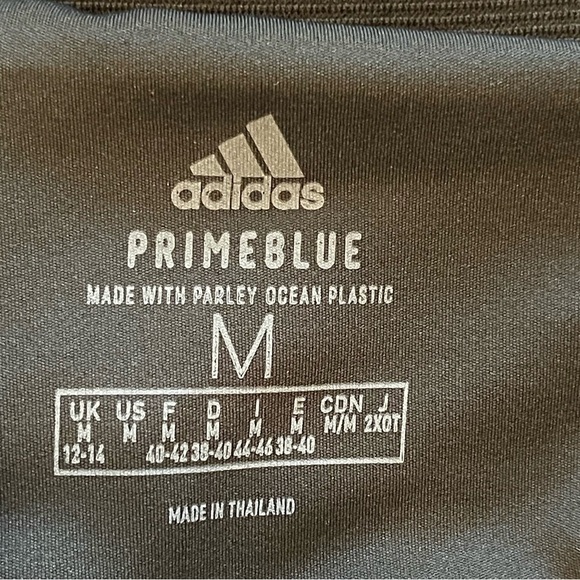 adidas
PRIMEBLUE
MADE WITH PARLEY OCEAN PLASTIC
M
UK US F D I E CDN J
M M M M M M M/M 2XOT
12-14 40-42 38-40 44-46 38-40
MADE IN THAILAND